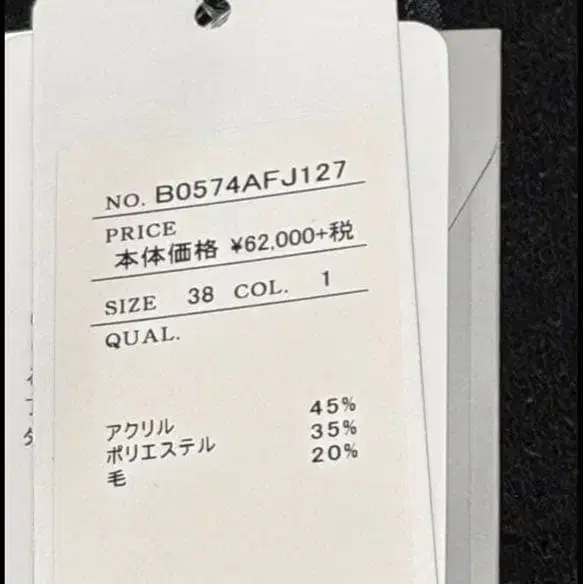 NO. B0574AFJ127
PRICE
本体価格 ¥62,000+税
SIZE 38 COL. 1
QUAL.
アクリル 45%
ポリエステル 35%
毛 20%